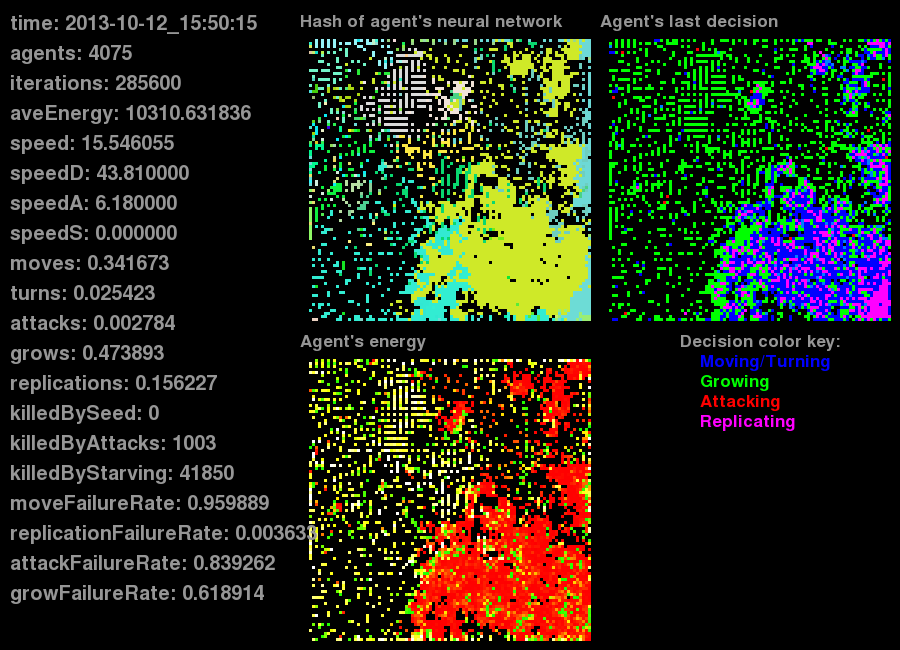 time: 2013-10-12_15:50:15
agents: 4075
iterations: 285600
aveEnergy: 10310.631836
speed: 15.546055
speedD: 43.810000
speedA: 6.180000
speedS: 0.000000
moves: 0.341673
turns: 0.025423
attacks: 0.002784
grows: 0.473893
replications: 0.156227
killedBySeed: 0
killedByAttacks: 1003
killedByStarving: 41850
moveFailureRate: 0.959889
replicationFailureRate: 0.003633
attackFailureRate: 0.839262
growFailureRate: 0.618914
Hash of agent's neural network
Agent's last decision
Agent's energy
Decision color key:
Moving/Turning
Growing
Attacking
Replicating